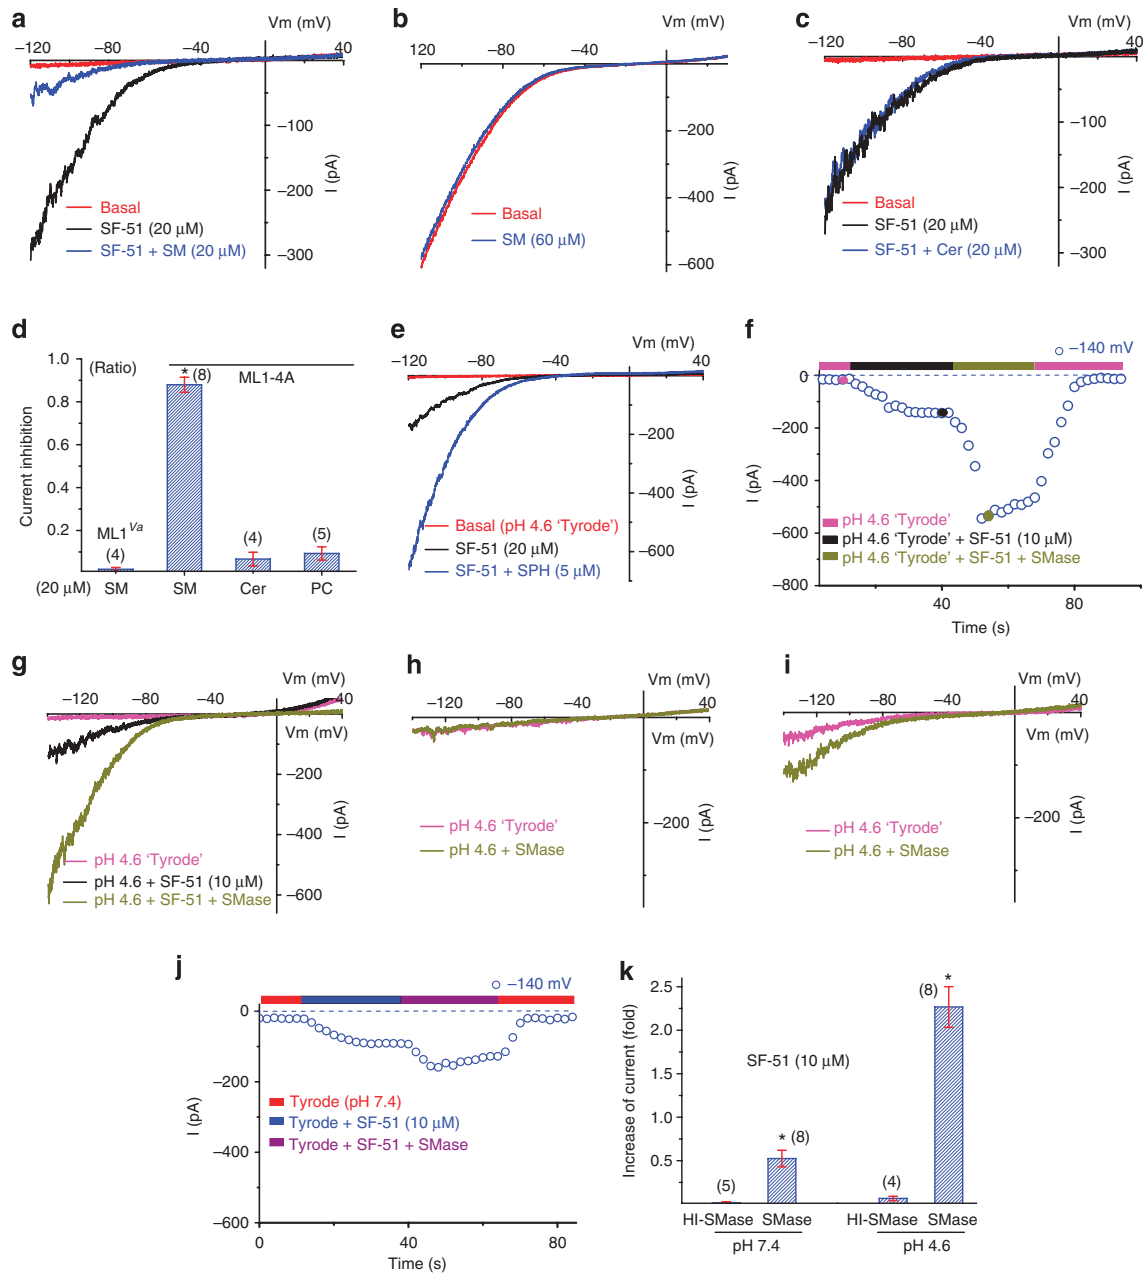 a
Vm (mV)
−120
−80
−40
40
−100
−200
−300
I (pA)
Basal
SF-51 (20 μM)
SF-51 + SM (20 μM)
b
Vm (mV)
120
−80
−40
0
−200
−400
−600
I (pA)
Basal
SM (60 μM)
c
Vm (mV)
−120
−80
−40
40
−100
−200
−300
I (pA)
Basal
SF-51 (20 μM)
SF-51 + Cer (20 μM)
d
(Ratio)
1.0
0.8
0.6
0.4
0.2
Current inhibition
* (8)
ML1-4A
ML1Va
(4)
(4)
(5)
(20 μM)
SM
SM
Cer
PC
e
Vm (mV)
−120
−80
−40
40
−200
−400
−600
I (pA)
Basal (pH 4.6 ‘Tyrode’)
SF-51 (20 μM)
SF-51 + SPH (5 μM)
f
−140 mV
0
−200
−400
−600
−800
I (pA)
pH 4.6 ‘Tyrode’
pH 4.6 ‘Tyrode’ + SF-51 (10 μM)
pH 4.6 ‘Tyrode’ + SF-51 + SMase
40
80
Time (s)
g
Vm (mV)
−120
−80
−40
0
40
Vm (mV)
−200
−400
−600
I (pA)
pH 4.6 ‘Tyrode’
pH 4.6 + SF-51 (10 μM)
pH 4.6 + SF-51 + SMase
h
Vm (mV)
−120
−80
−40
0
40
Vm (mV)
−200
I (pA)
pH 4.6 ‘Tyrode’
pH 4.6 + SMase
i
Vm (mV)
−120
−80
−40
0
40
Vm (mV)
−200
I (pA)
pH 4.6 ‘Tyrode’
pH 4.6 + SMase
j
−140 mV
0
−200
−400
−600
I (pA)
Tyrode (pH 7.4)
Tyrode + SF-51 (10 μM)
Tyrode + SF-51 + SMase
0
40
80
Time (s)
k
2.5
2.0
1.5
1.0
0.5
Increase of current (fold)
*
(8)
SF-51 (10 μM)
* (8)
(5)
(4)
HI-SMase
SMase
HI-SMase
SMase
pH 7.4
pH 4.6